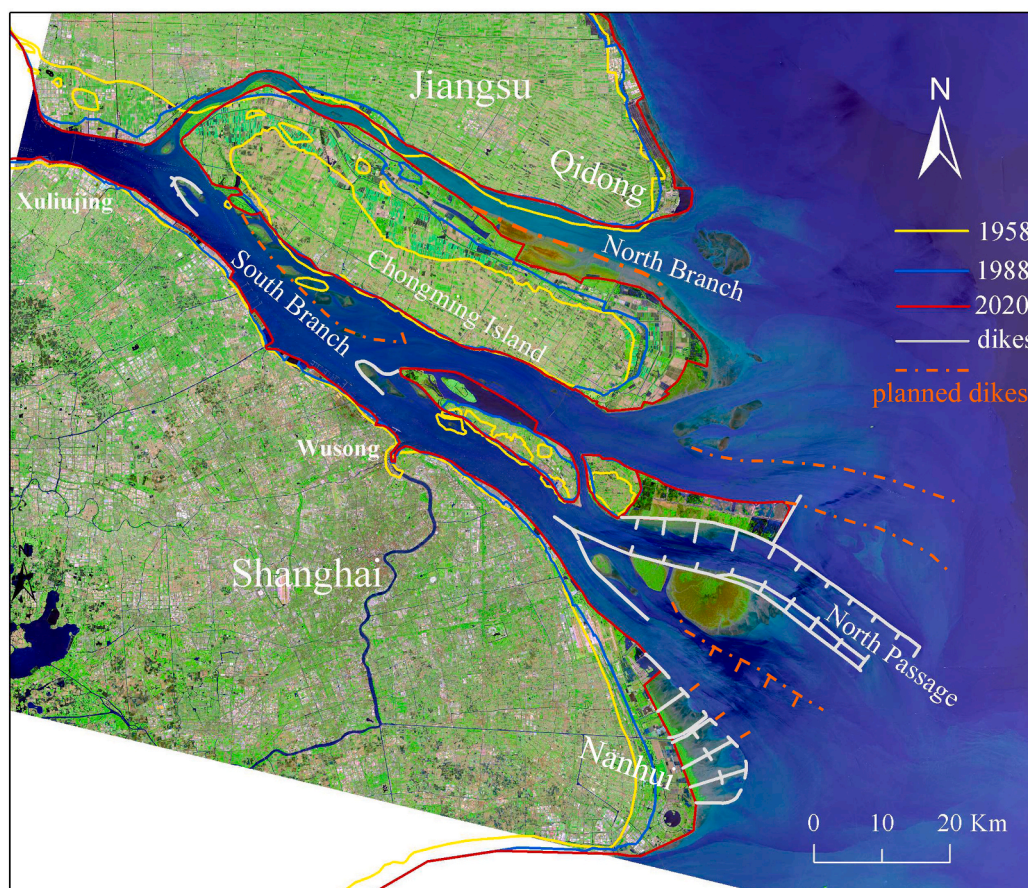 Jiangsu
N
Qidong
Xuliujing
1958
North Branch
1988
South Branch
Chongming Island
2020
dikes
planned dikes
Wusong
Shanghai
North Passage
Nanhui
0 10 20 Km